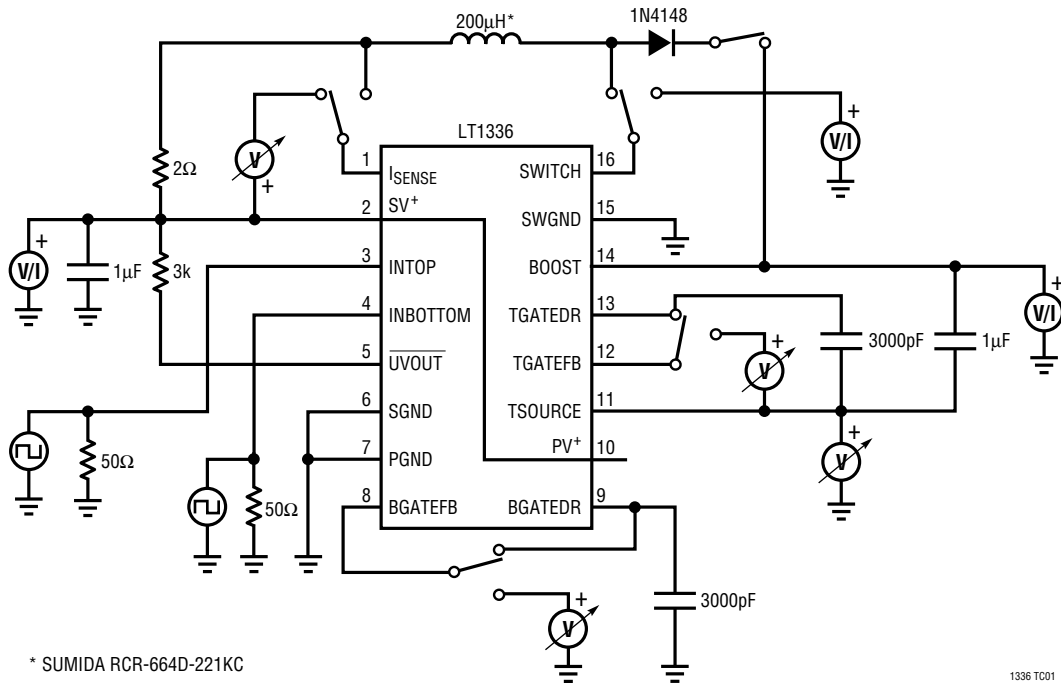 200µH*
1N4148
LT1336
+
V/I
V
+
2Ω
1
ISENSE
SWITCH
16
2
SV+
SWGND
15
+
V/I
1µF
3k
3
INTOP
BOOST
14
+
V/I
4
INBOTTOM
TGATEDR
13
3000pF
1µF
5
UVOUT
TGATEFB
12
+
V
6
SGND
TSOURCE
11
50Ω
7
PGND
PV+
10
+
V
50Ω
8
BGATEFB
BGATEDR
9
+
V
3000pF
* SUMIDA RCR-664D-221KC
1336 TC01